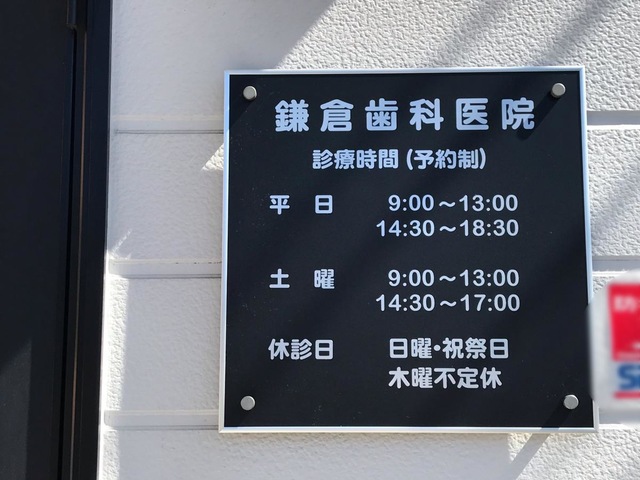 鎌倉歯科医院
診療時間(予約制)
平 日 9:00～13:00
14:30～18:30
土 曜 9:00～13:00
14:30～17:00
休診日 日曜・祝祭日
木曜不定休